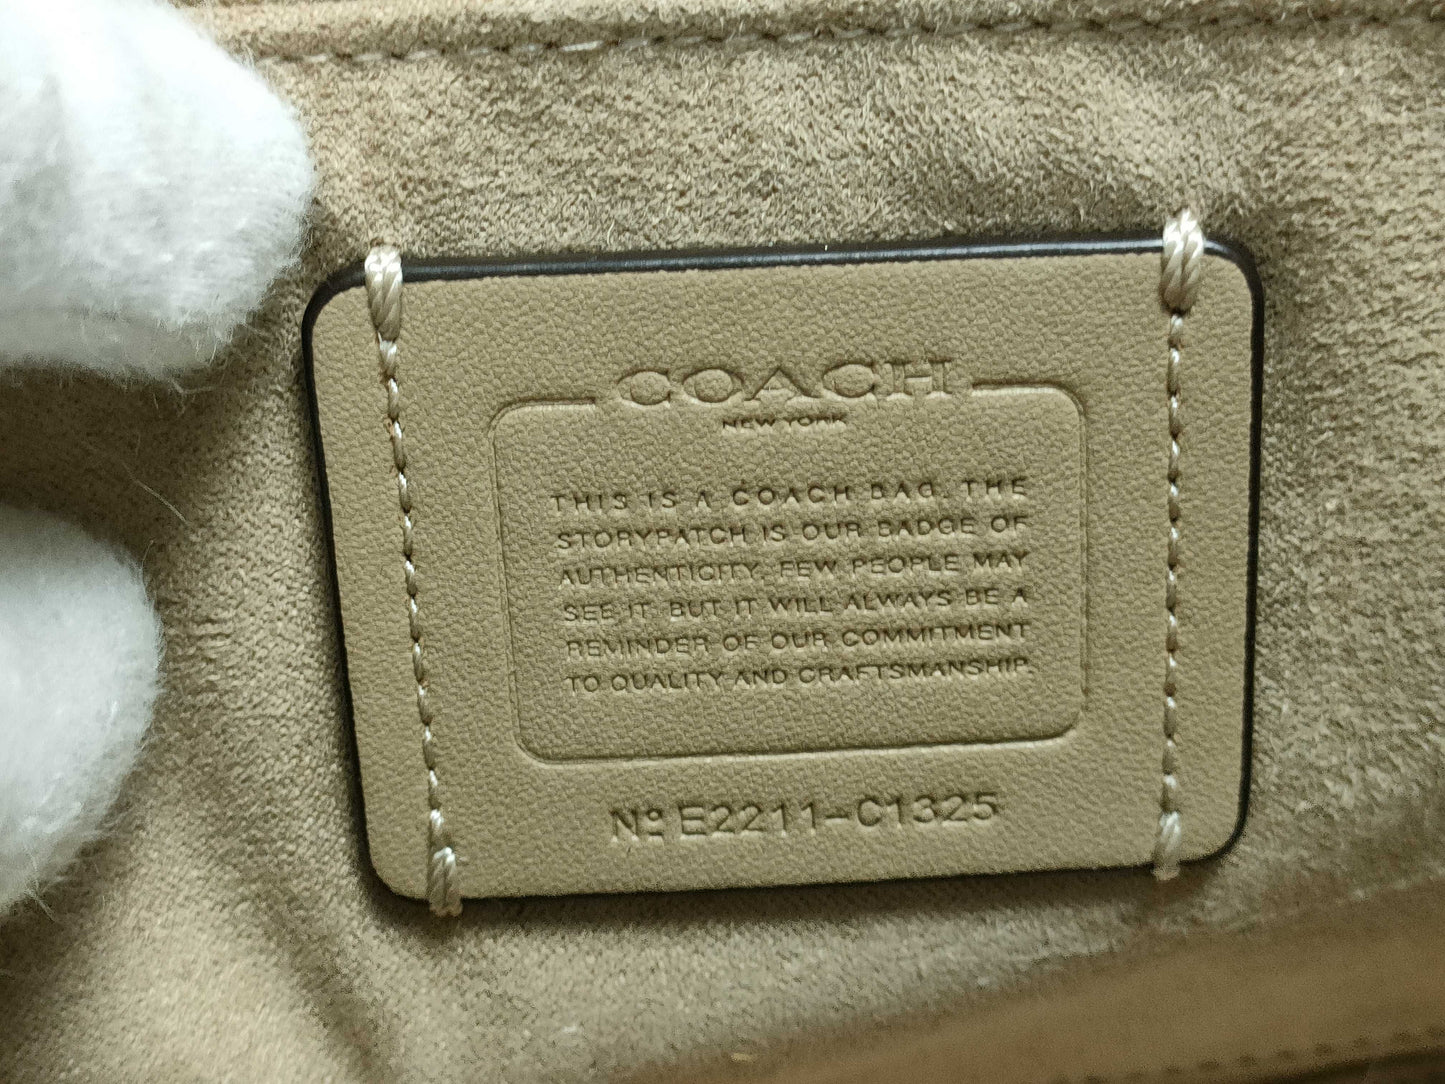 COACH
NEW YORK
THIS IS A COACH BAG. THE
STORYPATCH IS OUR BADGE OF
AUTHENTICITY. FEW PEOPLE MAY
SEE IT. BUT IT WILL ALWAYS BE A
REMINDER OF OUR COMMITMENT
TO QUALITY AND CRAFTSMANSHIP.
Nº E2211-C1325